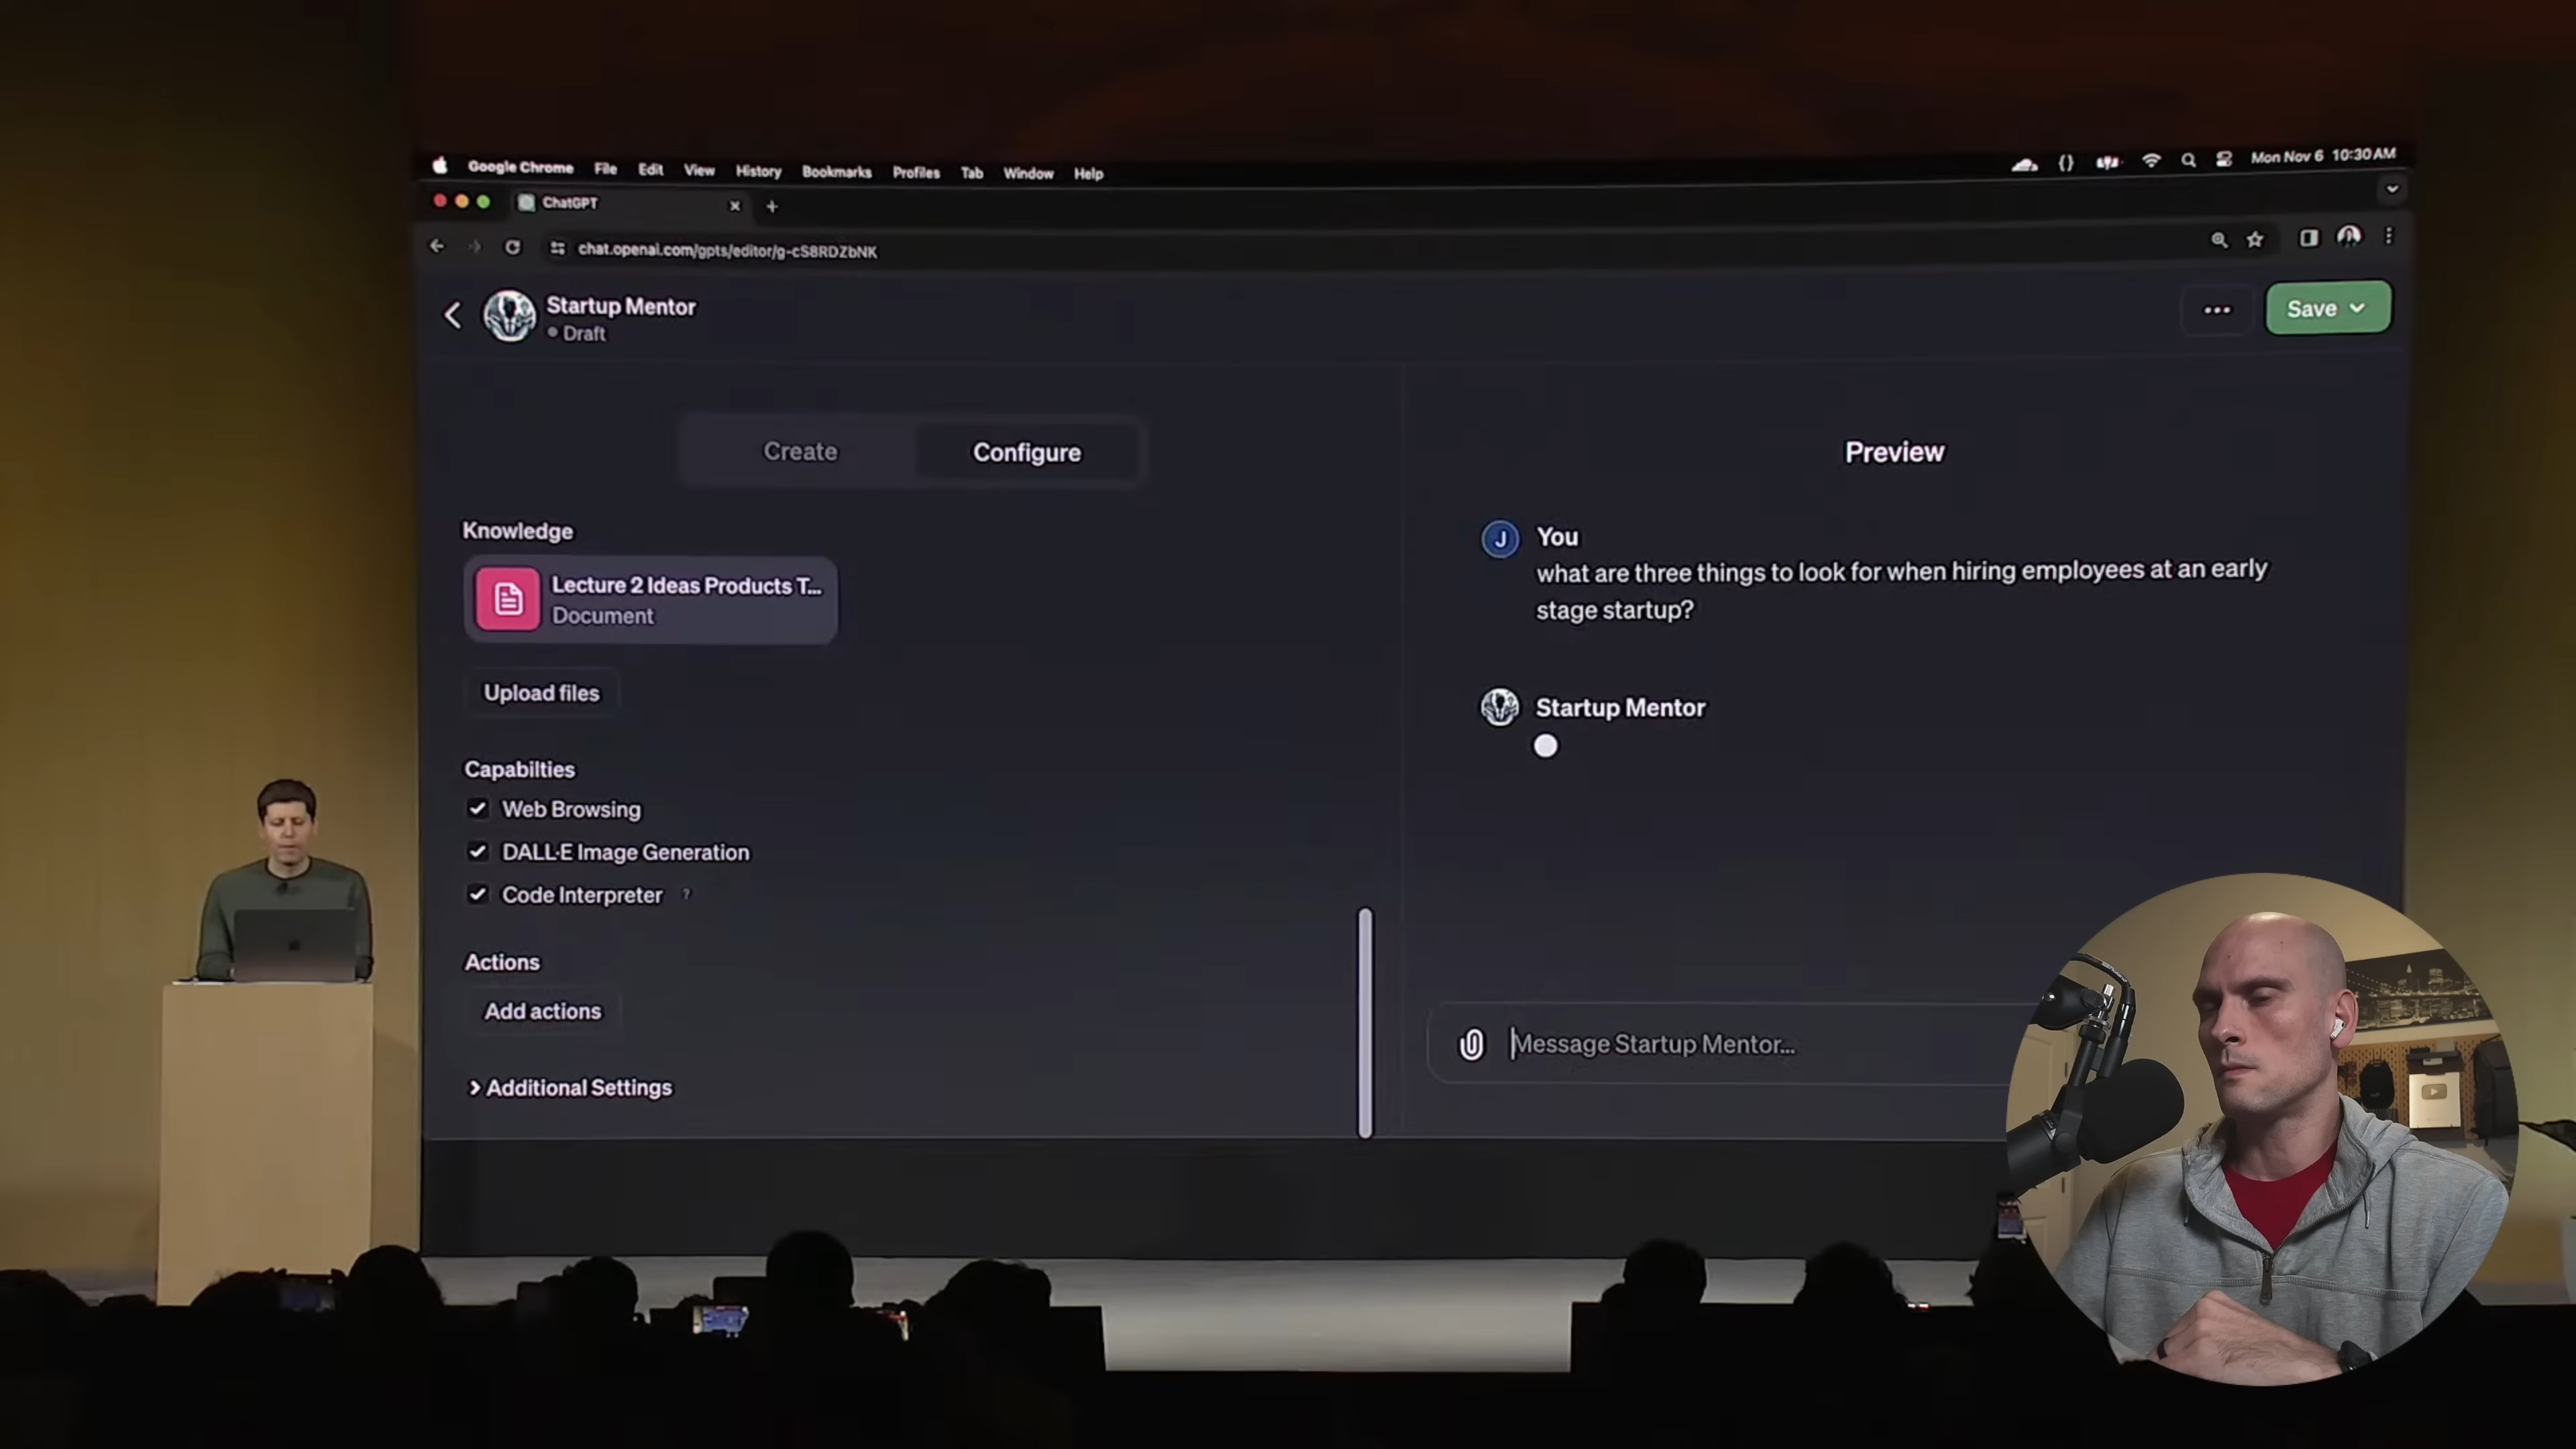 Google Chrome File Edit View History Bookmarks Profiles Tab Window Help
Mon Nov 6 10:30 AM
ChatGPT
chat.openai.com/gpts/editor/g-cS8RDZbNK
Startup Mentor
Draft
Save
Create Configure
Preview
Knowledge
Lecture 2 Ideas Products T...
Document
Upload files
Capabilties
Web Browsing
DALL·E Image Generation
Code Interpreter ?
Actions
Add actions
Additional Settings
J You
what are three things to look for when hiring employees at an early
stage startup?
Startup Mentor
Message Startup Mentor...